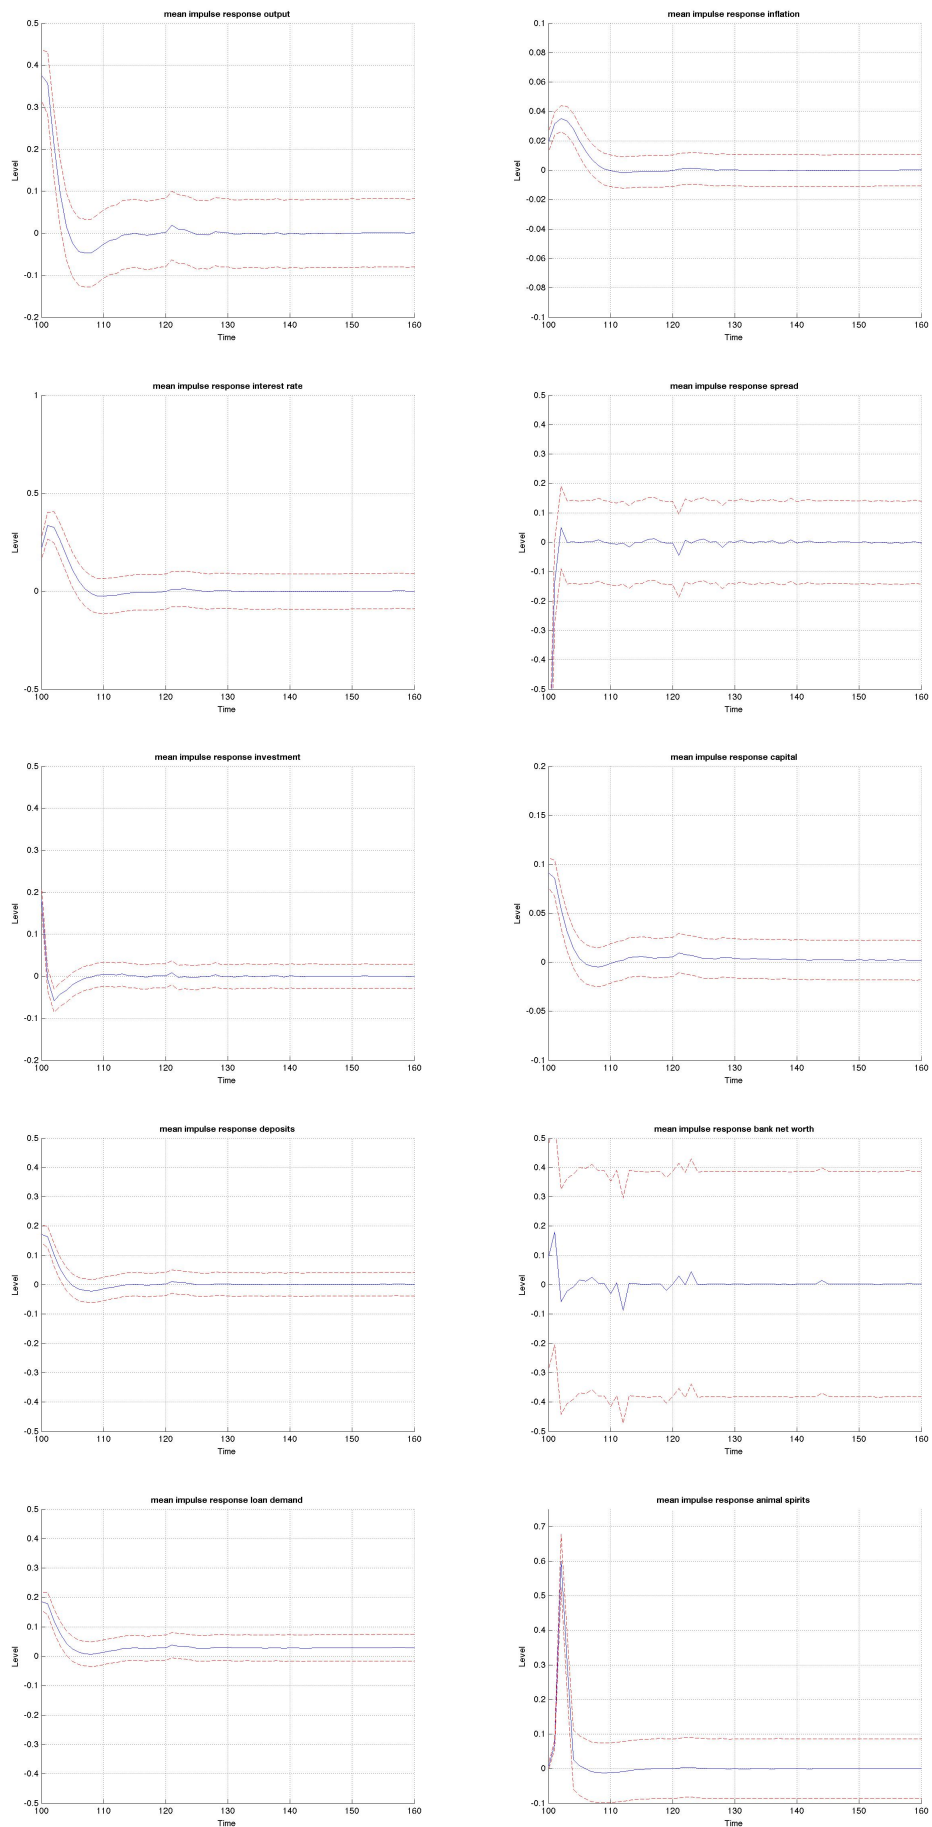 mean impulse response output
0.5
0.4
0.3
0.2
0.1
0
-0.1
-0.2
Level
100 110 120 130 140 150 160
Time
mean impulse response inflation
0.1
0.08
0.06
0.04
0.02
0
-0.02
-0.04
-0.06
-0.08
-0.1
Level
100 110 120 130 140 150 160
Time
mean impulse response interest rate
1
0.5
0
-0.5
Level
100 110 120 130 140 150 160
Time
mean impulse response spread
0.5
0.4
0.3
0.2
0.1
0
-0.1
-0.2
-0.3
-0.4
-0.5
Level
100 110 120 130 140 150 160
Time
mean impulse response investment
0.5
0.4
0.3
0.2
0.1
0
-0.1
-0.2
Level
100 110 120 130 140 150 160
Time
mean impulse response capital
0.2
0.15
0.1
0.05
0
-0.05
-0.1
Level
100 110 120 130 140 150 160
Time
mean impulse response deposits
0.5
0.4
0.3
0.2
0.1
0
-0.1
-0.2
-0.3
-0.4
-0.5
Level
100 110 120 130 140 150 160
Time
mean impulse response bank net worth
0.5
0.4
0.3
0.2
0.1
0
-0.1
-0.2
-0.3
-0.4
-0.5
Level
100 110 120 130 140 150 160
Time
mean impulse response loan demand
0.5
0.4
0.3
0.2
0.1
0
-0.1
-0.2
-0.3
-0.4
-0.5
Level
100 110 120 130 140 150 160
Time
mean impulse response animal spirits
0.7
0.6
0.5
0.4
0.3
0.2
0.1
0
-0.1
Level
100 110 120 130 140 150 160
Time